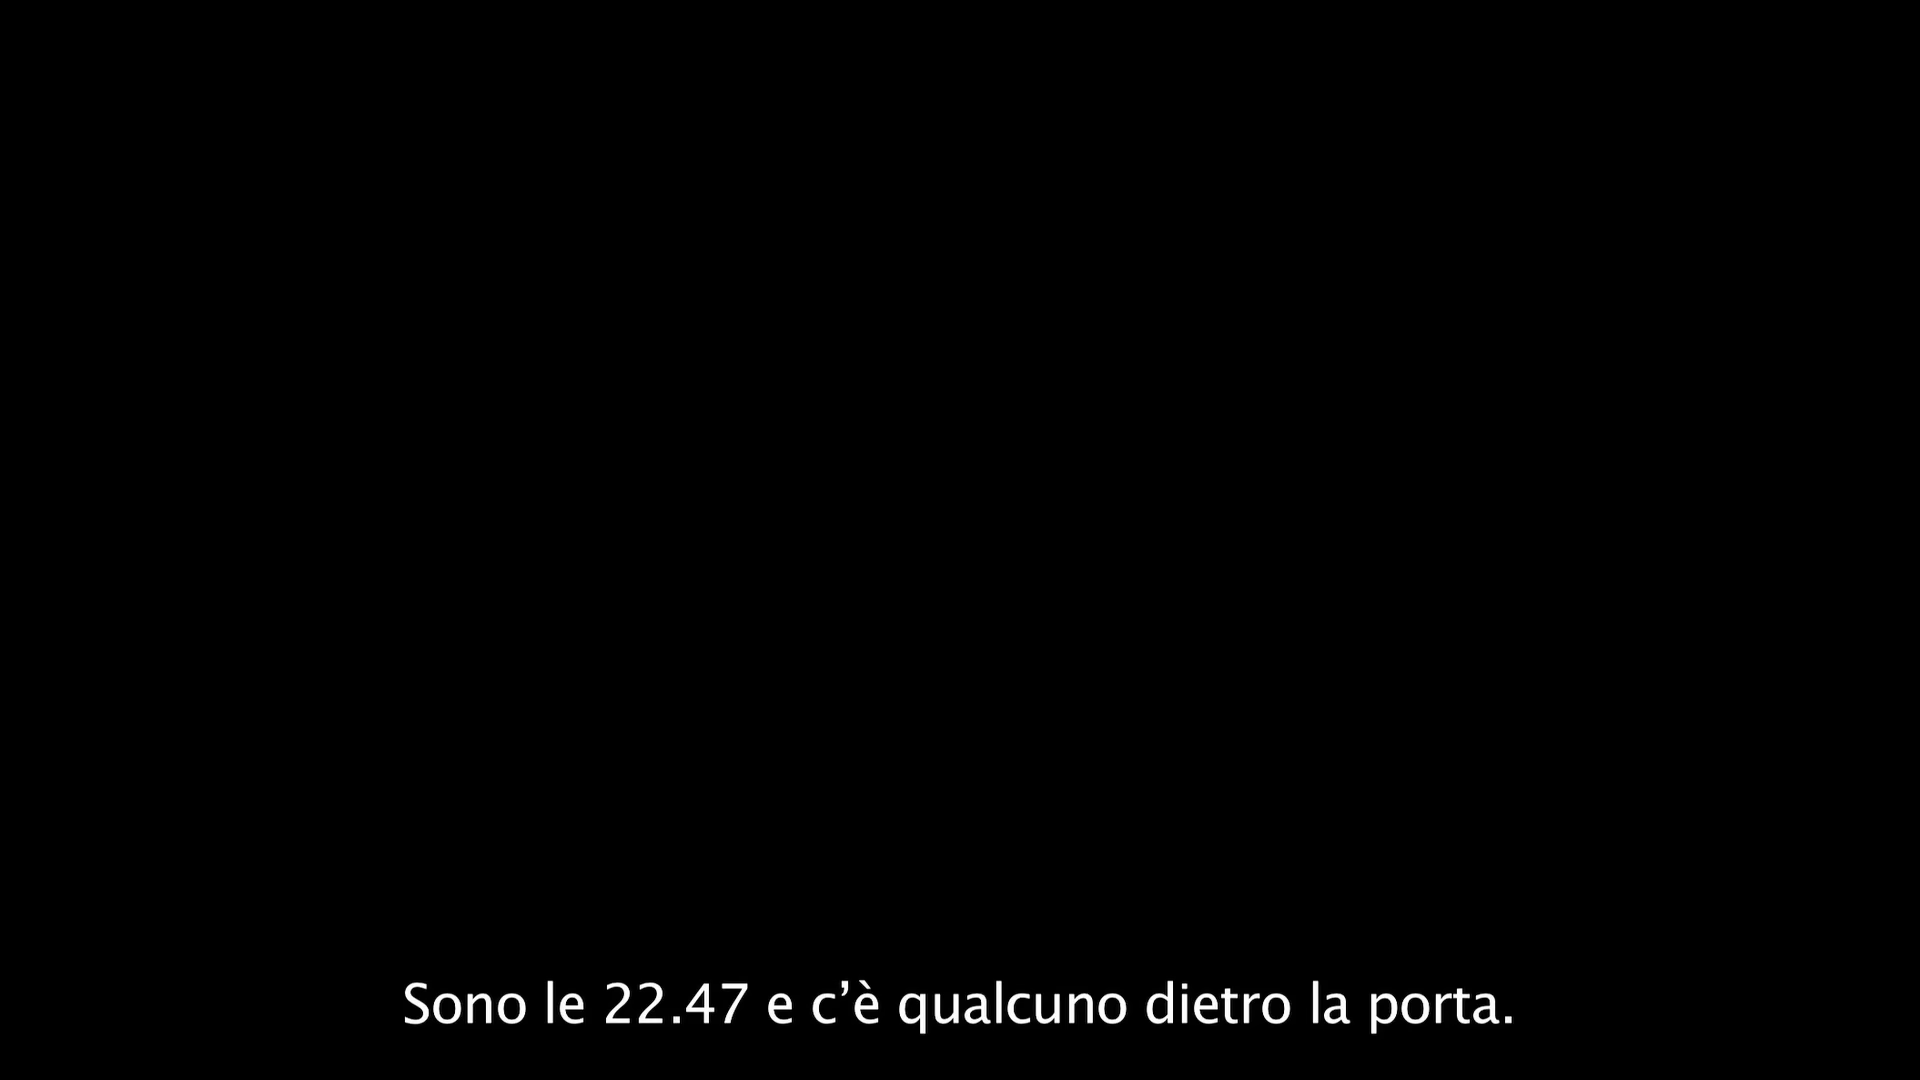 Sono le 22.47 e c’è qualcuno dietro la porta.